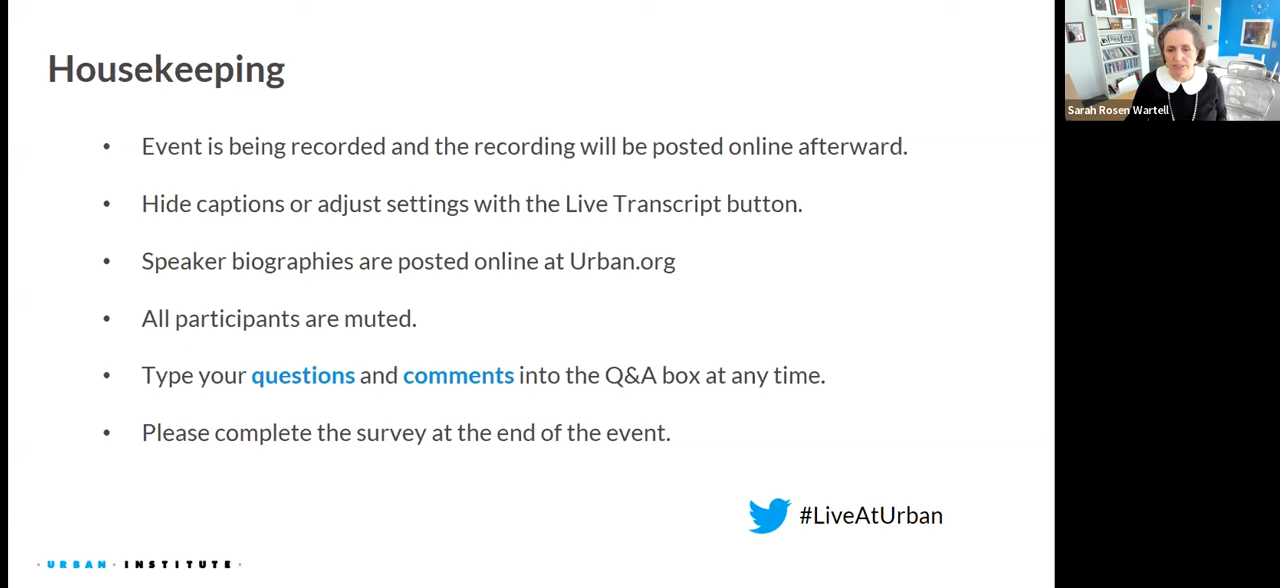 Housekeeping
• Event is being recorded and the recording will be posted online afterward.
• Hide captions or adjust settings with the Live Transcript button.
• Speaker biographies are posted online at Urban.org
• All participants are muted.
• Type your questions and comments into the Q&A box at any time.
• Please complete the survey at the end of the event.
#LiveAtUrban
· URBAN · INSTITUTE ·
Sarah Rosen Wartell